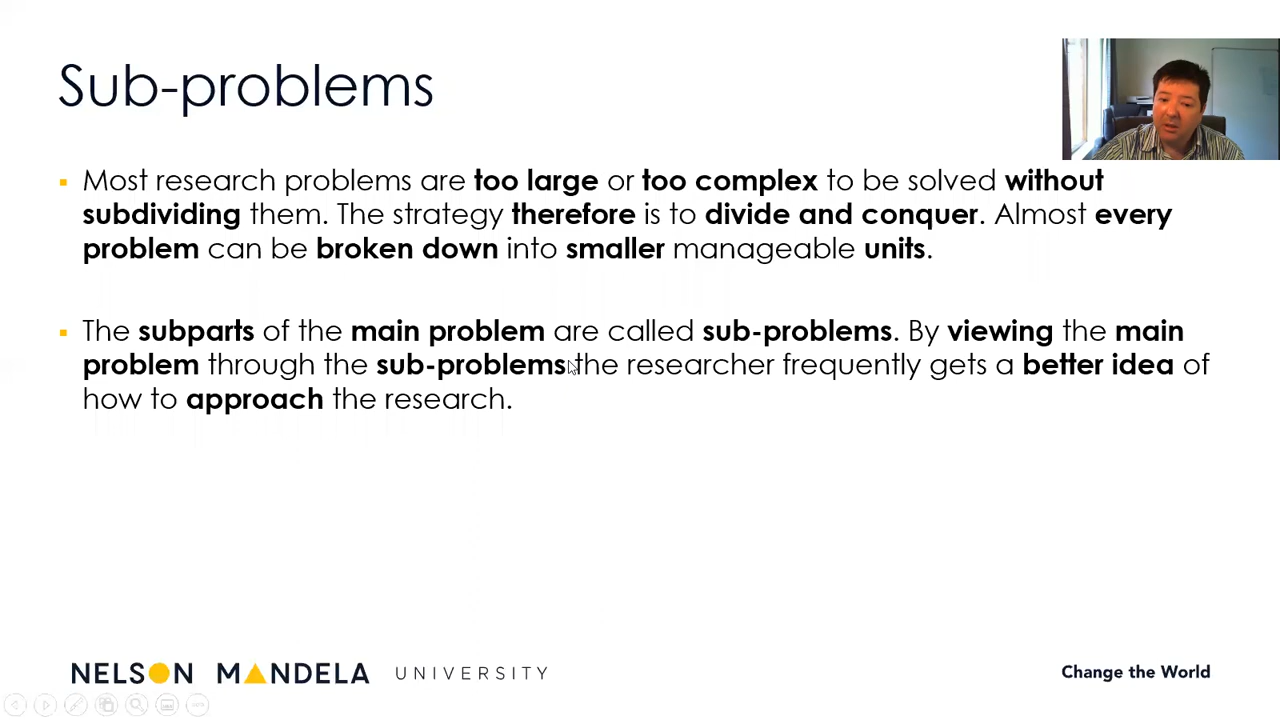 Sub-problems
Most research problems are too large or too complex to be solved without
subdividing them. The strategy therefore is to divide and conquer. Almost every
problem can be broken down into smaller manageable units.
The subparts of the main problem are called sub-problems. By viewing the main
problem through the sub-problems the researcher frequently gets a better idea of
how to approach the research.
NELSON MANDELA UNIVERSITY
Change the World